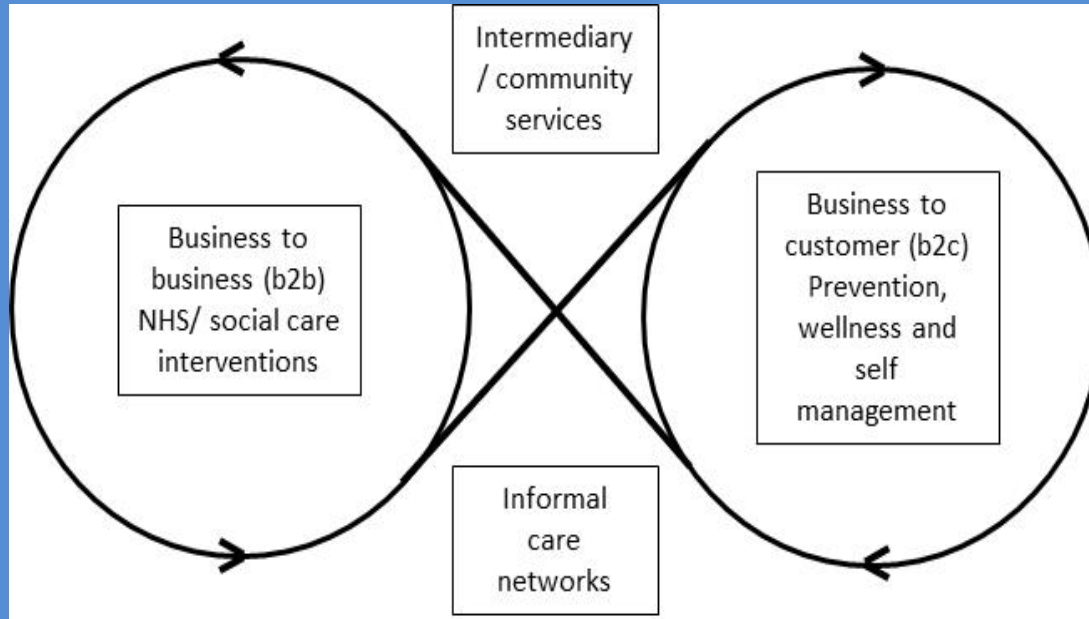 Intermediary
/ community
services
Business to
business (b2b)
NHS/ social care
interventions
Business to
customer (b2c)
Prevention,
wellness and
self
management
Informal
care
networks